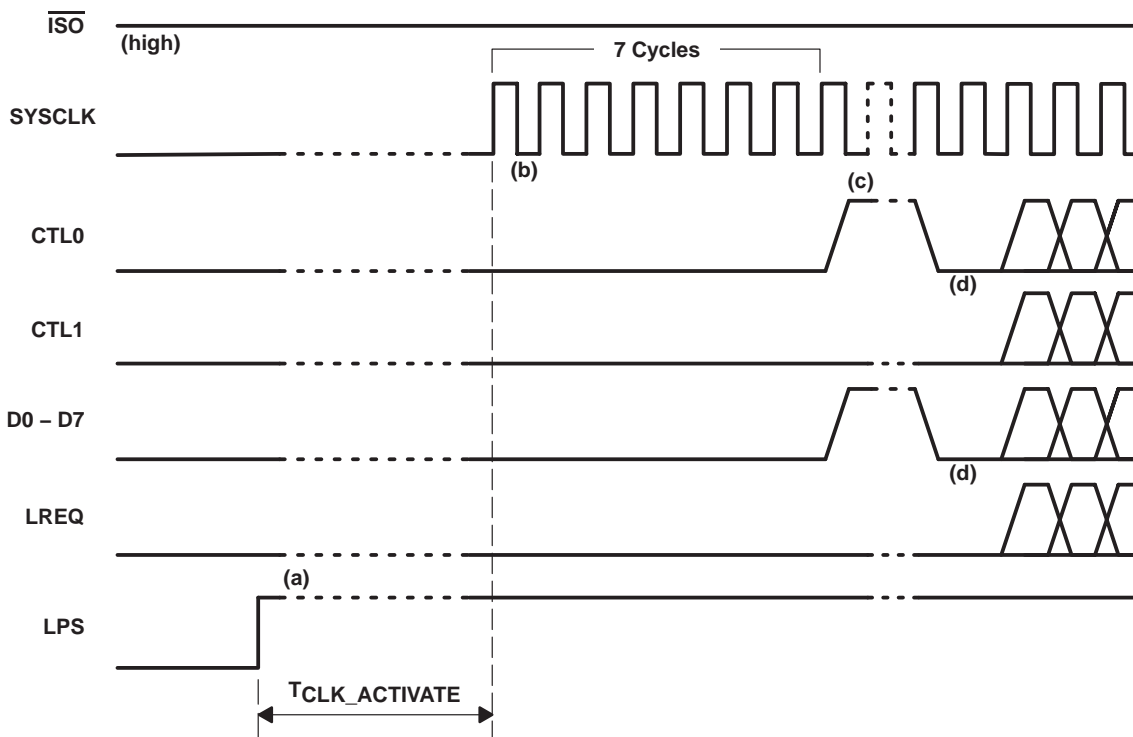 ISO
(high)
7 Cycles
SYSCLK
(b)
(c)
CTL0
(d)
CTL1
D0 – D7
(d)
LREQ
(a)
LPS
TCLK_ACTIVATE